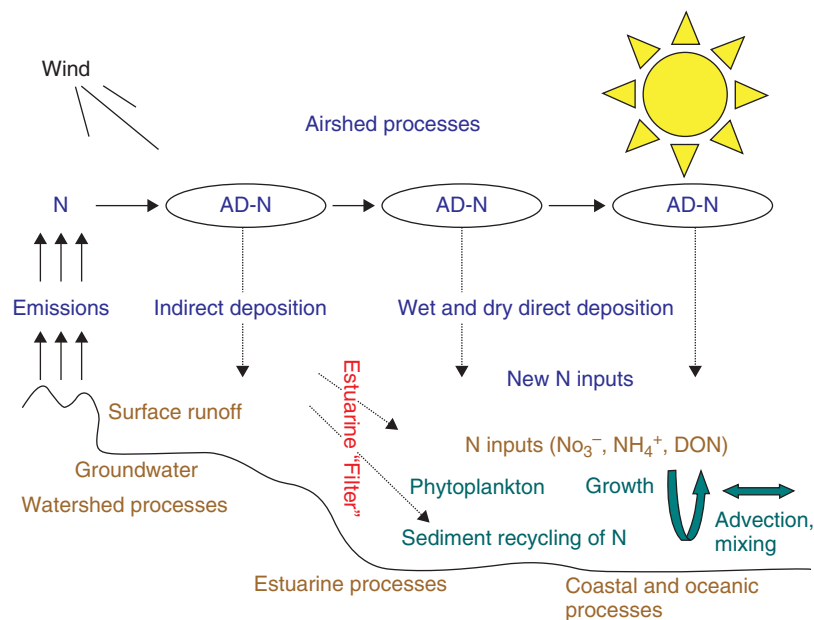 Wind
Airshed processes
N
AD-N
AD-N
AD-N
Emissions
Indirect deposition
Wet and dry direct deposition
Estuarine "Filter"
New N inputs
Surface runoff
N inputs (No₃⁻, NH₄⁺, DON)
Groundwater
Watershed processes
Phytoplankton
Growth
Sediment recycling of N
Advection,
mixing
Estuarine processes
Coastal and oceanic
processes